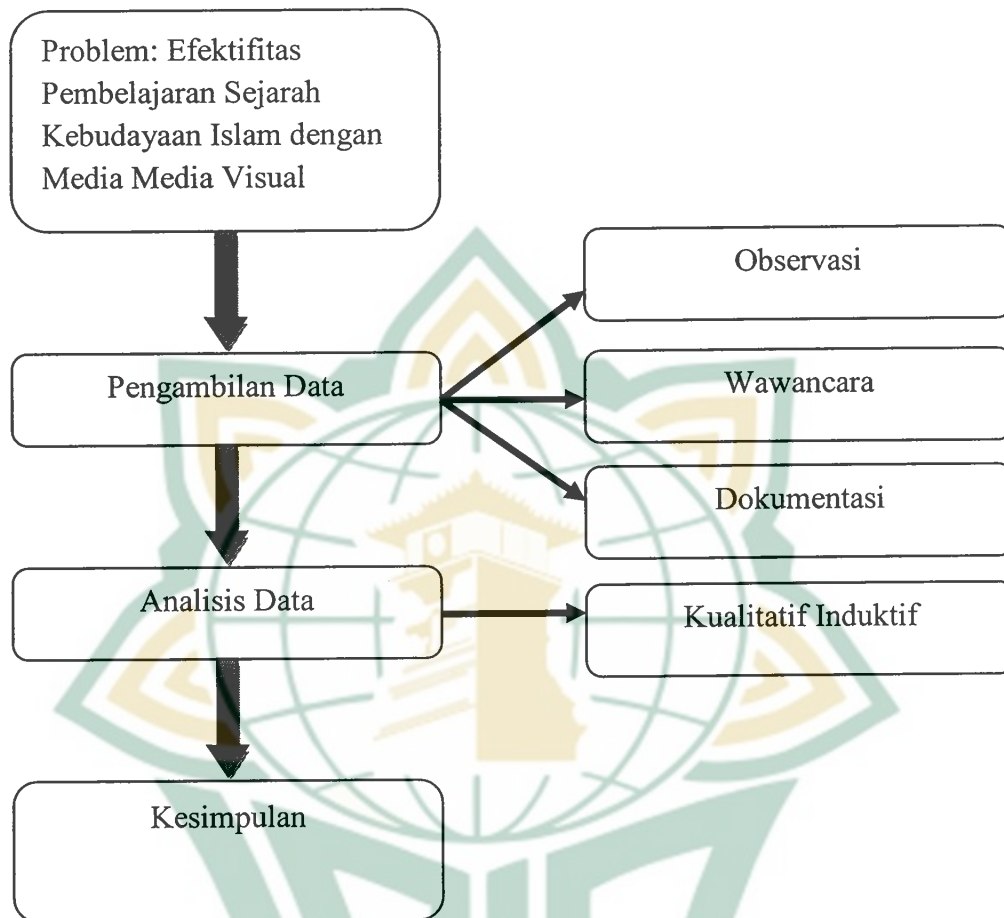 Problem: Efektifitas
Pembelajaran Sejarah
Kebudayaan Islam dengan
Media Media Visual
Observasi
Pengambilan Data
Wawancara
Dokumentasi
Analisis Data
Kualitatif Induktif
Kesimpulan